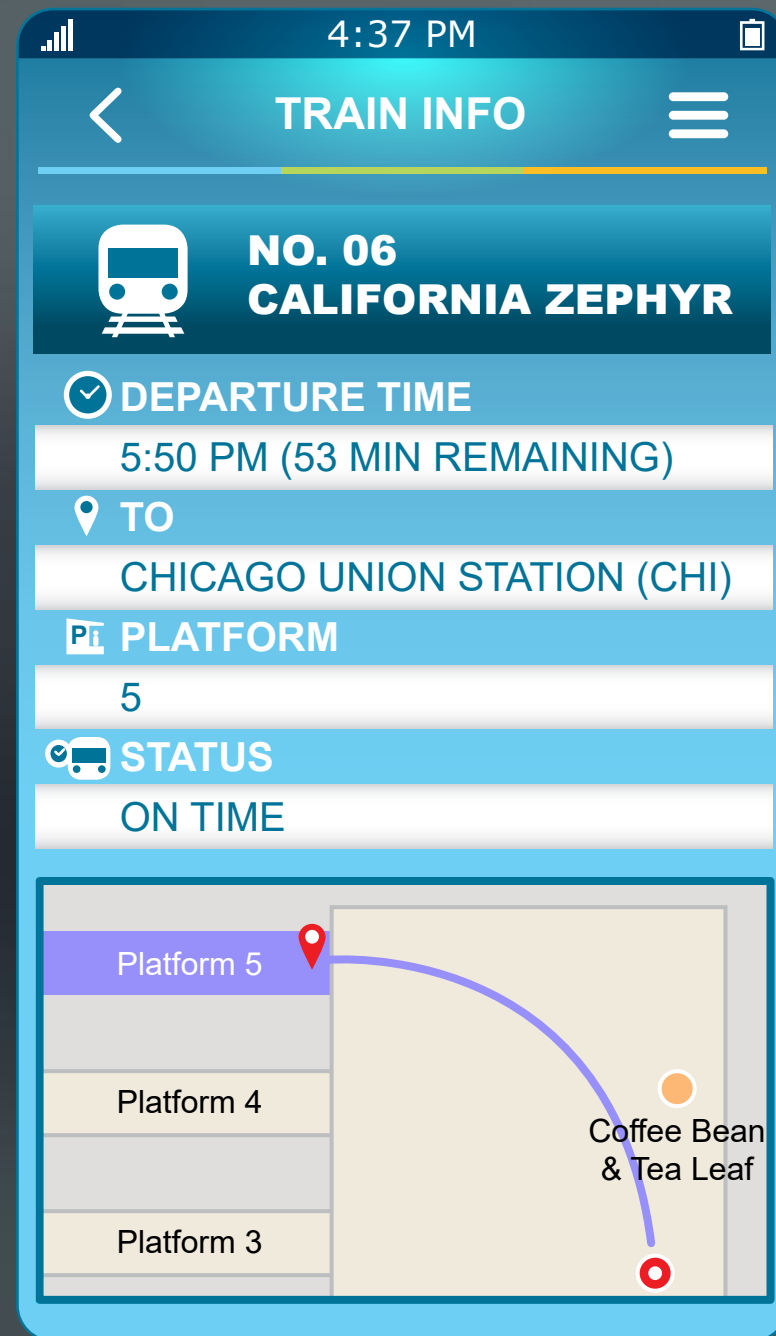 4:37 PM
TRAIN INFO
NO. 06
CALIFORNIA ZEPHYR
DEPARTURE TIME
5:50 PM (53 MIN REMAINING)
TO
CHICAGO UNION STATION (CHI)
Pi PLATFORM
5
STATUS
ON TIME
Platform 5
Platform 4
Coffee Bean
& Tea Leaf
Platform 3